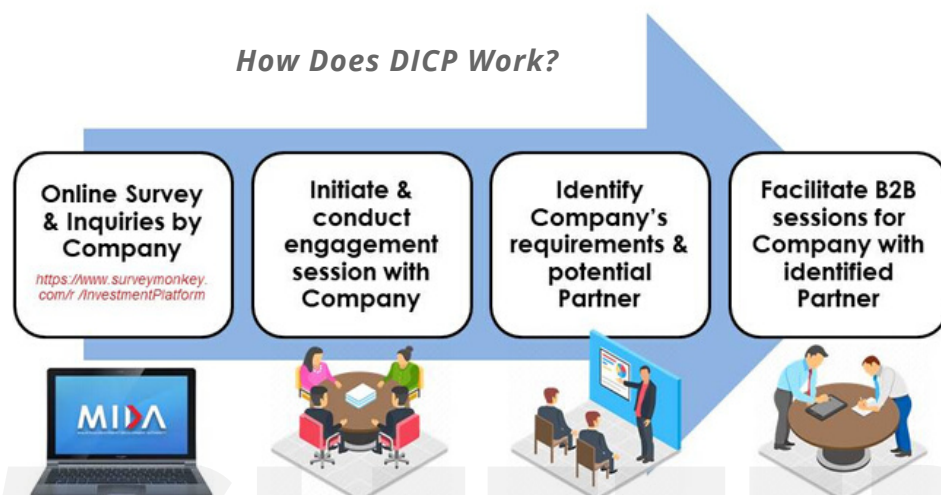 How Does DICP Work?
Online Survey
& Inquiries by
Company
https://www.surveymonkey.
com/r /InvestmentPlatform
Initiate &
conduct
engagement
session with
Company
Identify
Company's
requirements &
potential
Partner
Facilitate B2B
sessions for
Company with
identified
Partner
MIDA